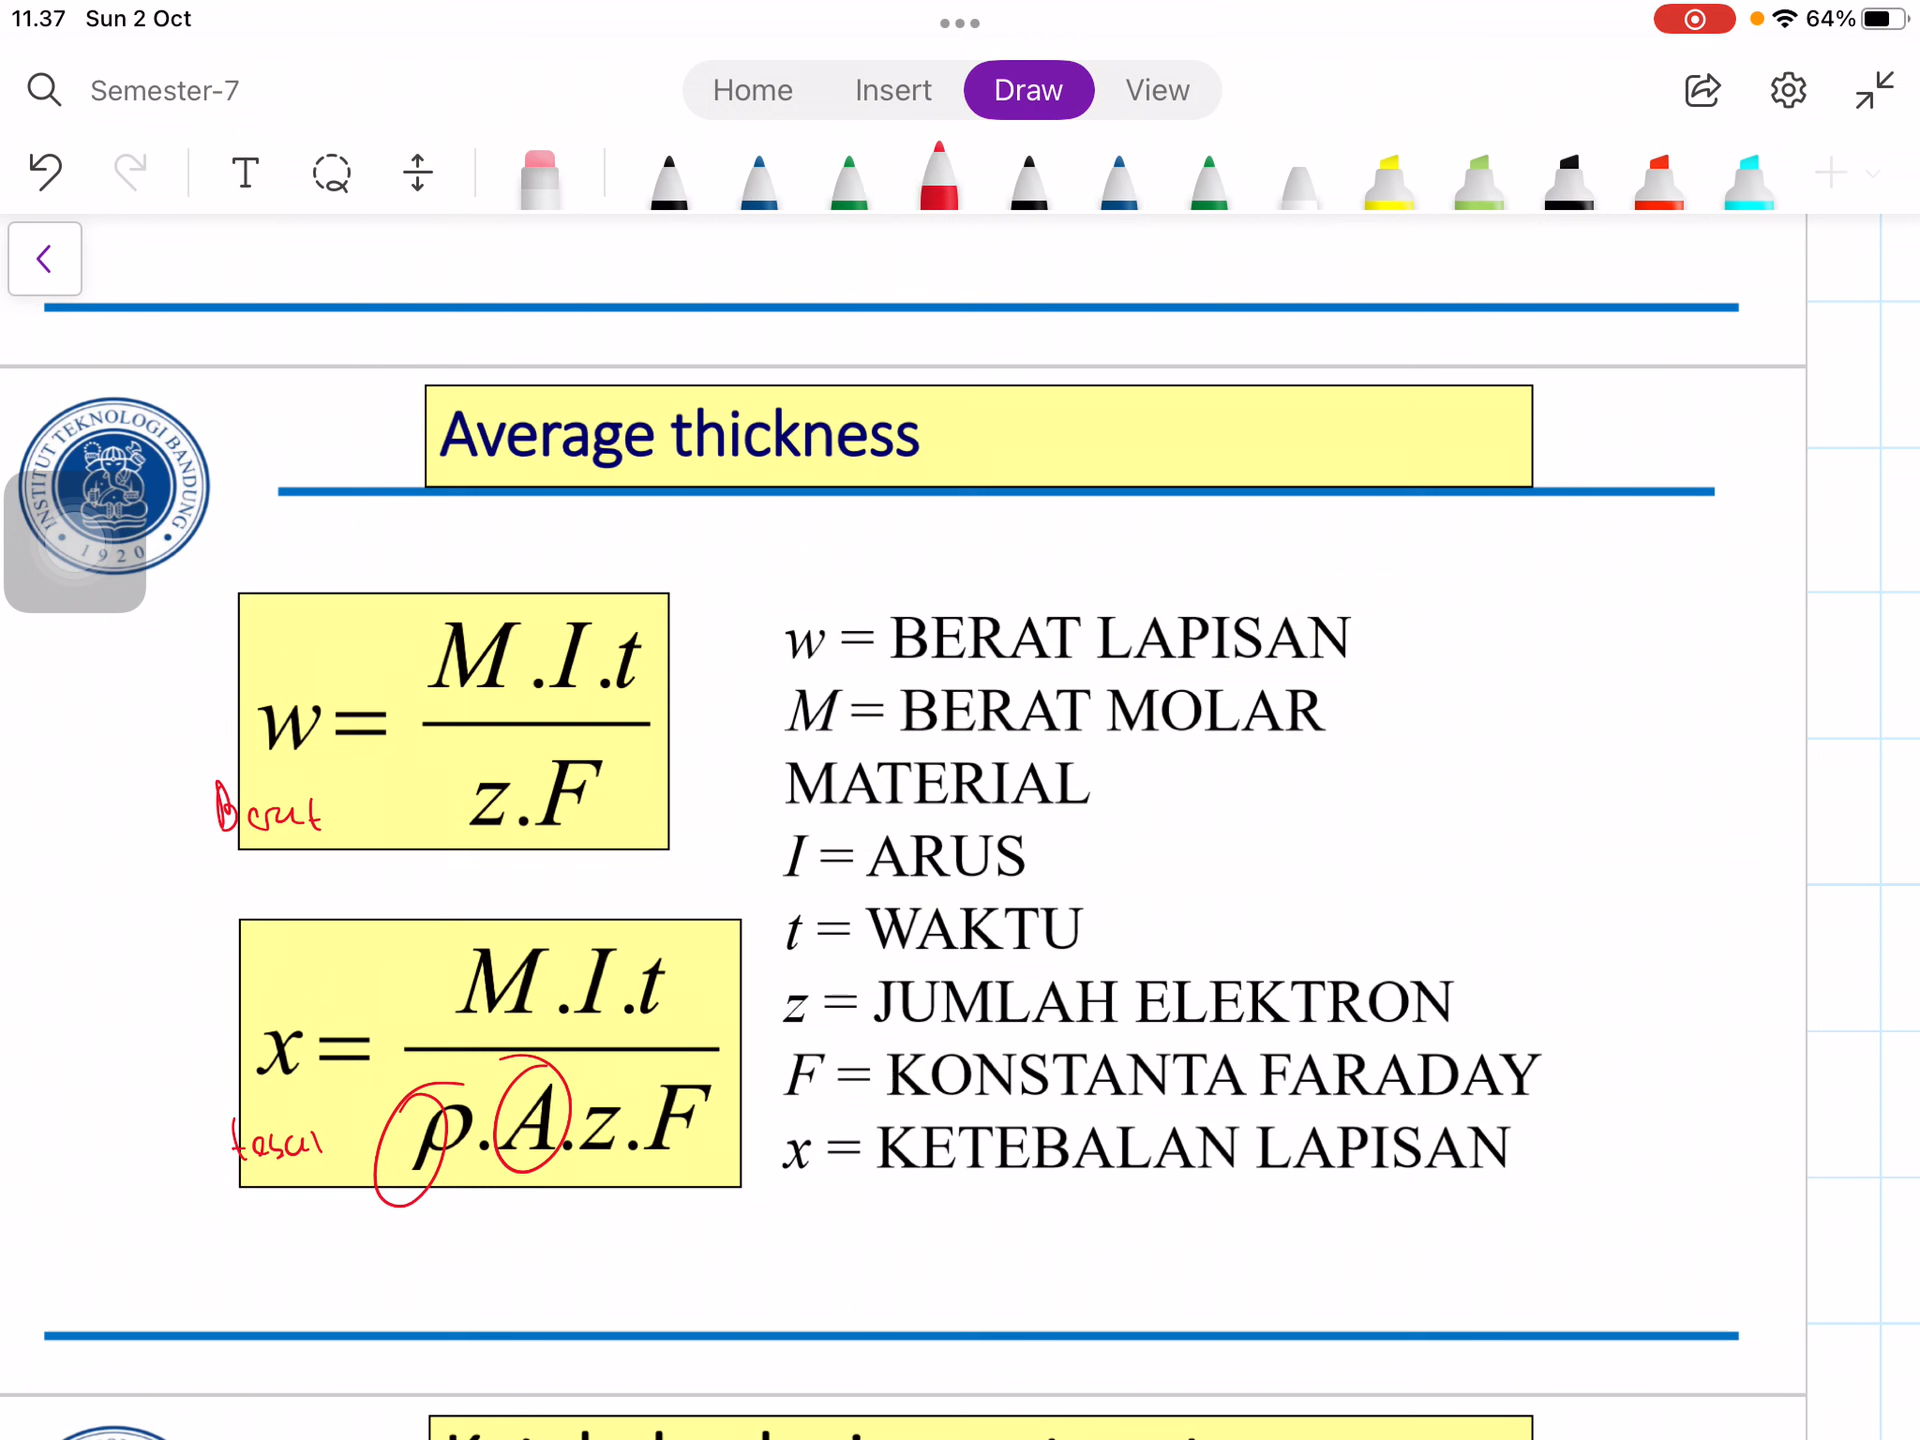 11.37 Sun 2 Oct
64%
Semester-7
Home Insert Draw View
T
Average thickness
INSTITUT TEKNOLOGI BANDUNG
1920
w = M.I.t / z.F
Berat
w = BERAT LAPISAN
M = BERAT MOLAR
MATERIAL
I = ARUS
t = WAKTU
z = JUMLAH ELEKTRON
F = KONSTANTA FARADAY
x = KETEBALAN LAPISAN
x = M.I.t / ρ.A.z.F